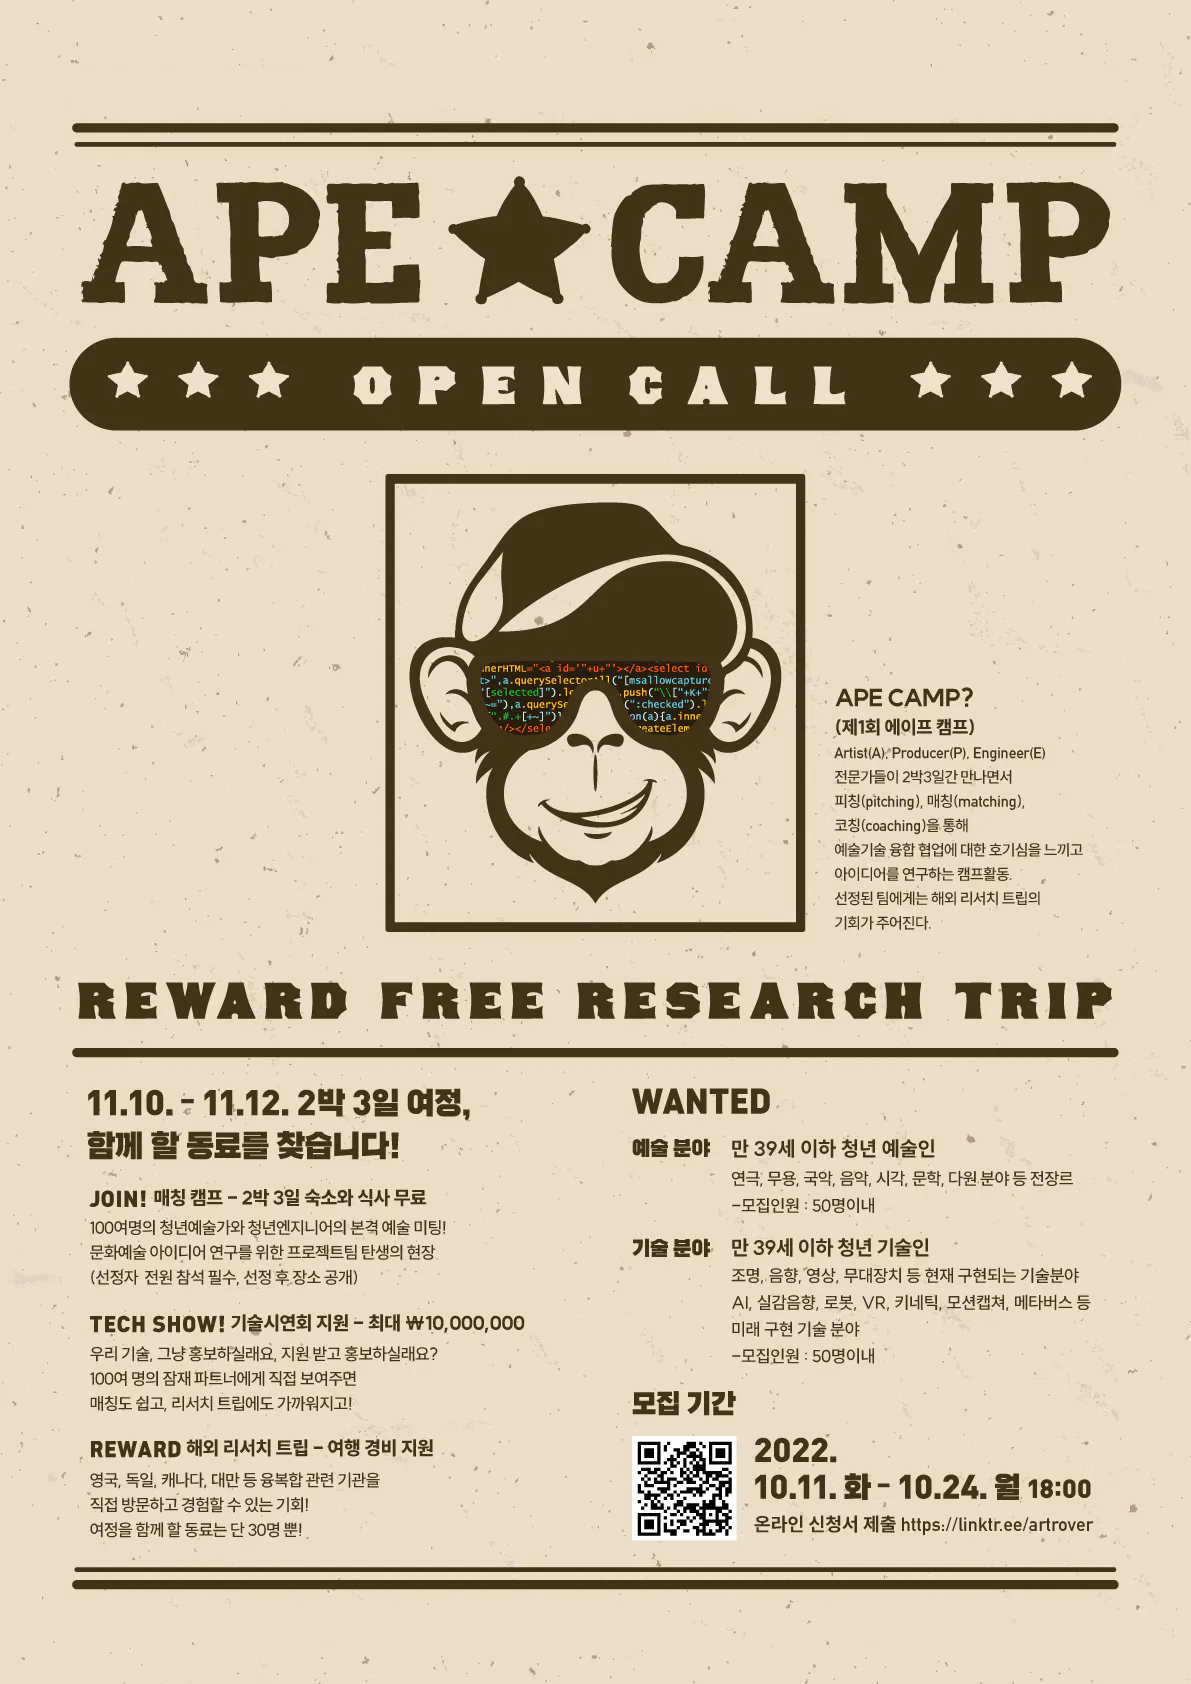 APE★CAMP
★ ★ ★ OPEN CALL ★ ★ ★
nerHTML="<a id='"+u+"'></a><select id
[selected]
APE CAMP?
(제1회 에이프 캠프)
Artist(A), Producer(P), Engineer(E)
전문가들이 2박3일간 만나면서
피칭(pitching), 매칭(matching),
코칭(coaching)을 통해
예술기술 융합 협업에 대한 호기심을 느끼고
아이디어를 연구하는 캠프활동.
선정된 팀에게는 해외 리서치 트립의
기회가 주어진다.
REWARD FREE RESEARCH TRIP
11.10. - 11.12. 2박 3일 여정,
함께 할 동료를 찾습니다!
JOIN! 매칭 캠프 - 2박 3일 숙소와 식사 무료
100여명의 청년예술가와 청년엔지니어의 본격 예술 미팅!
문화예술 아이디어 연구를 위한 프로젝트팀 탄생의 현장
(선정자 전원 참석 필수, 선정 후 장소 공개)
TECH SHOW! 기술시연회 지원 - 최대 ₩10,000,000
우리 기술, 그냥 홍보하실래요, 지원 받고 홍보하실래요?
100여 명의 잠재 파트너에게 직접 보여주면
매칭도 쉽고, 리서치 트립에도 가까워지고!
REWARD 해외 리서치 트립 - 여행 경비 지원
영국, 독일, 캐나다, 대만 등 융복합 관련 기관을
직접 방문하고 경험할 수 있는 기회!
여정을 함께 할 동료는 단 30명 뿐!
WANTED
예술 분야 만 39세 이하 청년 예술인
연극, 무용, 국악, 음악, 시각, 문학, 다원 분야 등 전장르
-모집인원 : 50명이내
기술 분야 만 39세 이하 청년 기술인
조명, 음향, 영상, 무대장치 등 현재 구현되는 기술분야
AI, 실감음향, 로봇, VR, 키네틱, 모션캡쳐, 메타버스 등
미래 구현 기술 분야
-모집인원 : 50명이내
모집 기간
2022.
10.11. 화 - 10.24. 월 18:00
온라인 신청서 제출 https://linktr.ee/artrover